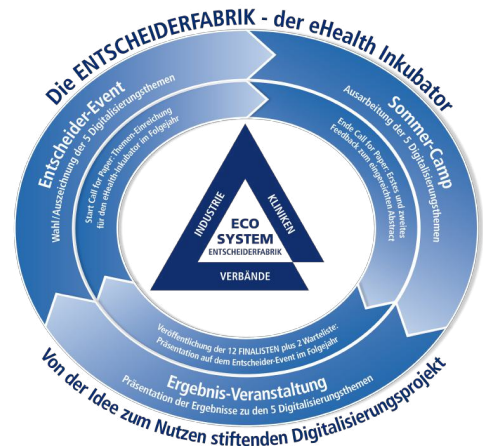 Die ENTSCHEIDERFABRIK - der eHealth Inkubator
Entscheider-Event
Wahl/Auszeichnung der 5 Digitalisierungsthemen
Start Call for Paper: Themen-Einreichung
für den eHealth-Inkubator im Folgejahr
Sommer-Camp
Ausarbeitung der 5 Digitalisierungsthemen
Ende Call for Paper: Erstes und zweites
Feedback zum eingereichten Abstract
INDUSTRIE
KLINIKEN
ECO
SYSTEM
ENTSCHEIDERFABRIK
VERBÄNDE
Veröffentlichung der 12 FINALISTEN plus 2 Warteliste:
Präsentation auf dem Entscheider-Event im Folgejahr
Ergebnis-Veranstaltung
Präsentation der Ergebnisse zu den 5 Digitalisierungsthemen
Von der Idee zum Nutzen stiftenden Digitalisierungsprojekt